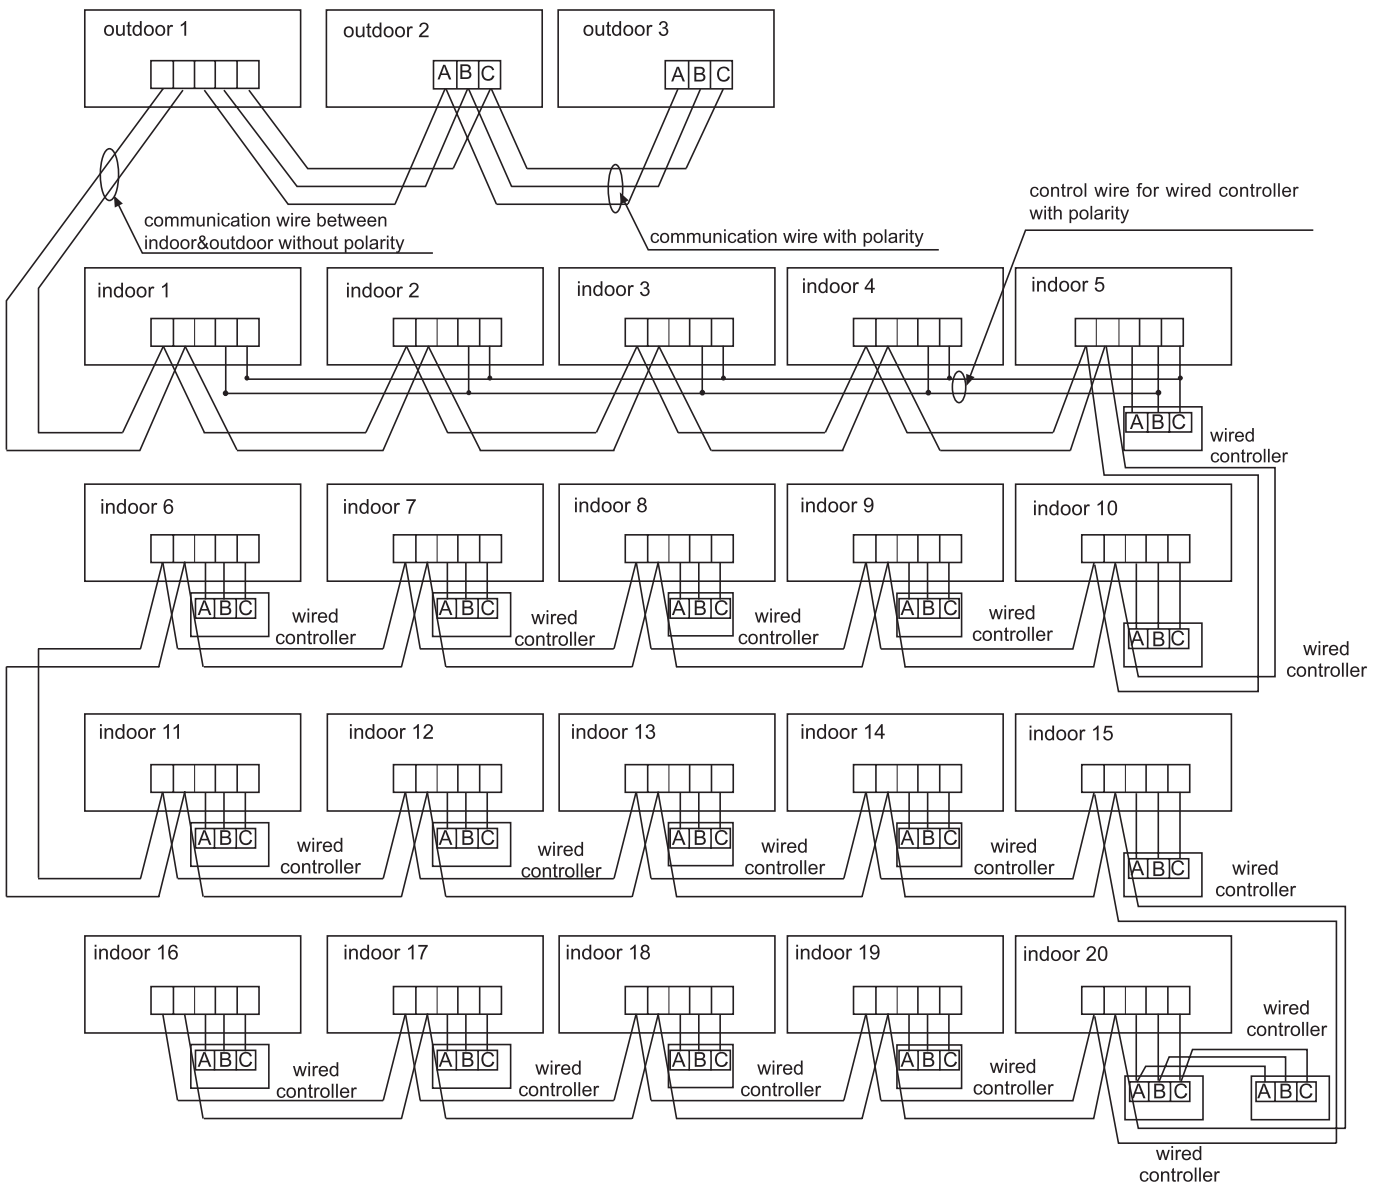 outdoor 1
outdoor 2
outdoor 3
A B C
A B C
communication wire between
indoor&outdoor without polarity
communication wire with polarity
control wire for wired controller
with polarity
indoor 1
indoor 2
indoor 3
indoor 4
indoor 5
A B C
wired
controller
indoor 6
indoor 7
indoor 8
indoor 9
indoor 10
A B C
wired
controller
A B C
wired
controller
A B C
wired
controller
A B C
wired
controller
A B C
wired
controller
indoor 11
indoor 12
indoor 13
indoor 14
indoor 15
A B C
wired
controller
A B C
wired
controller
A B C
wired
controller
A B C
wired
controller
A B C
wired
controller
indoor 16
indoor 17
indoor 18
indoor 19
indoor 20
A B C
wired
controller
A B C
wired
controller
A B C
wired
controller
A B C
wired
controller
wired
controller
A B C
A B C
wired
controller